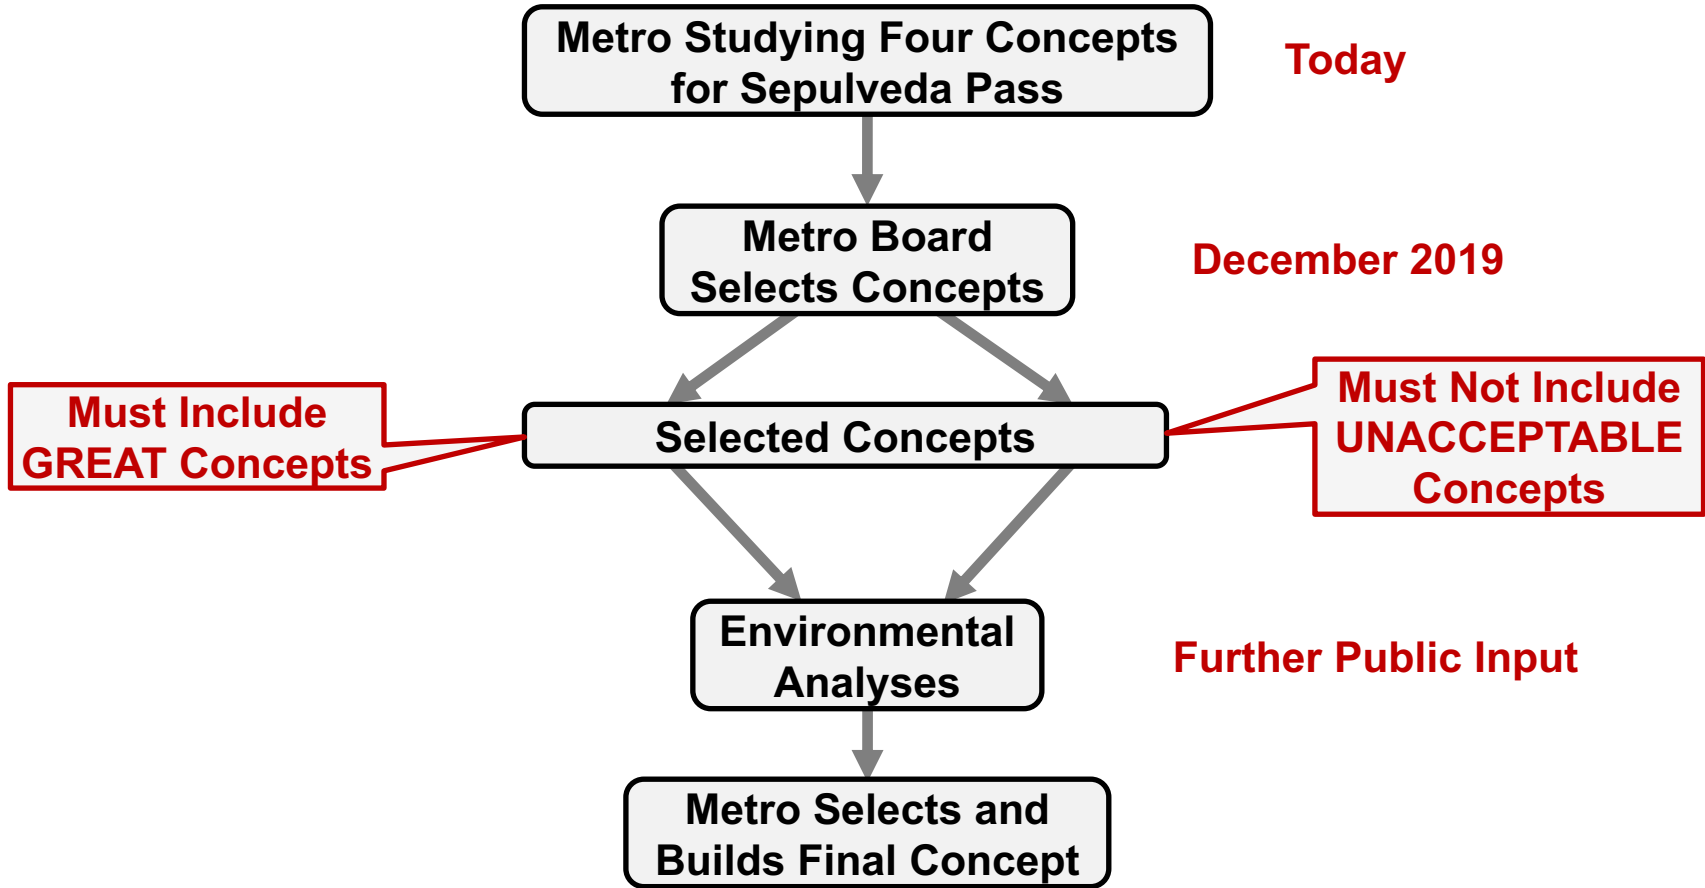 Metro Studying Four Concepts
for Sepulveda Pass
Today
Metro Board
Selects Concepts
December 2019
Must Include
GREAT Concepts
Selected Concepts
Must Not Include
UNACCEPTABLE
Concepts
Environmental
Analyses
Further Public Input
Metro Selects and
Builds Final Concept